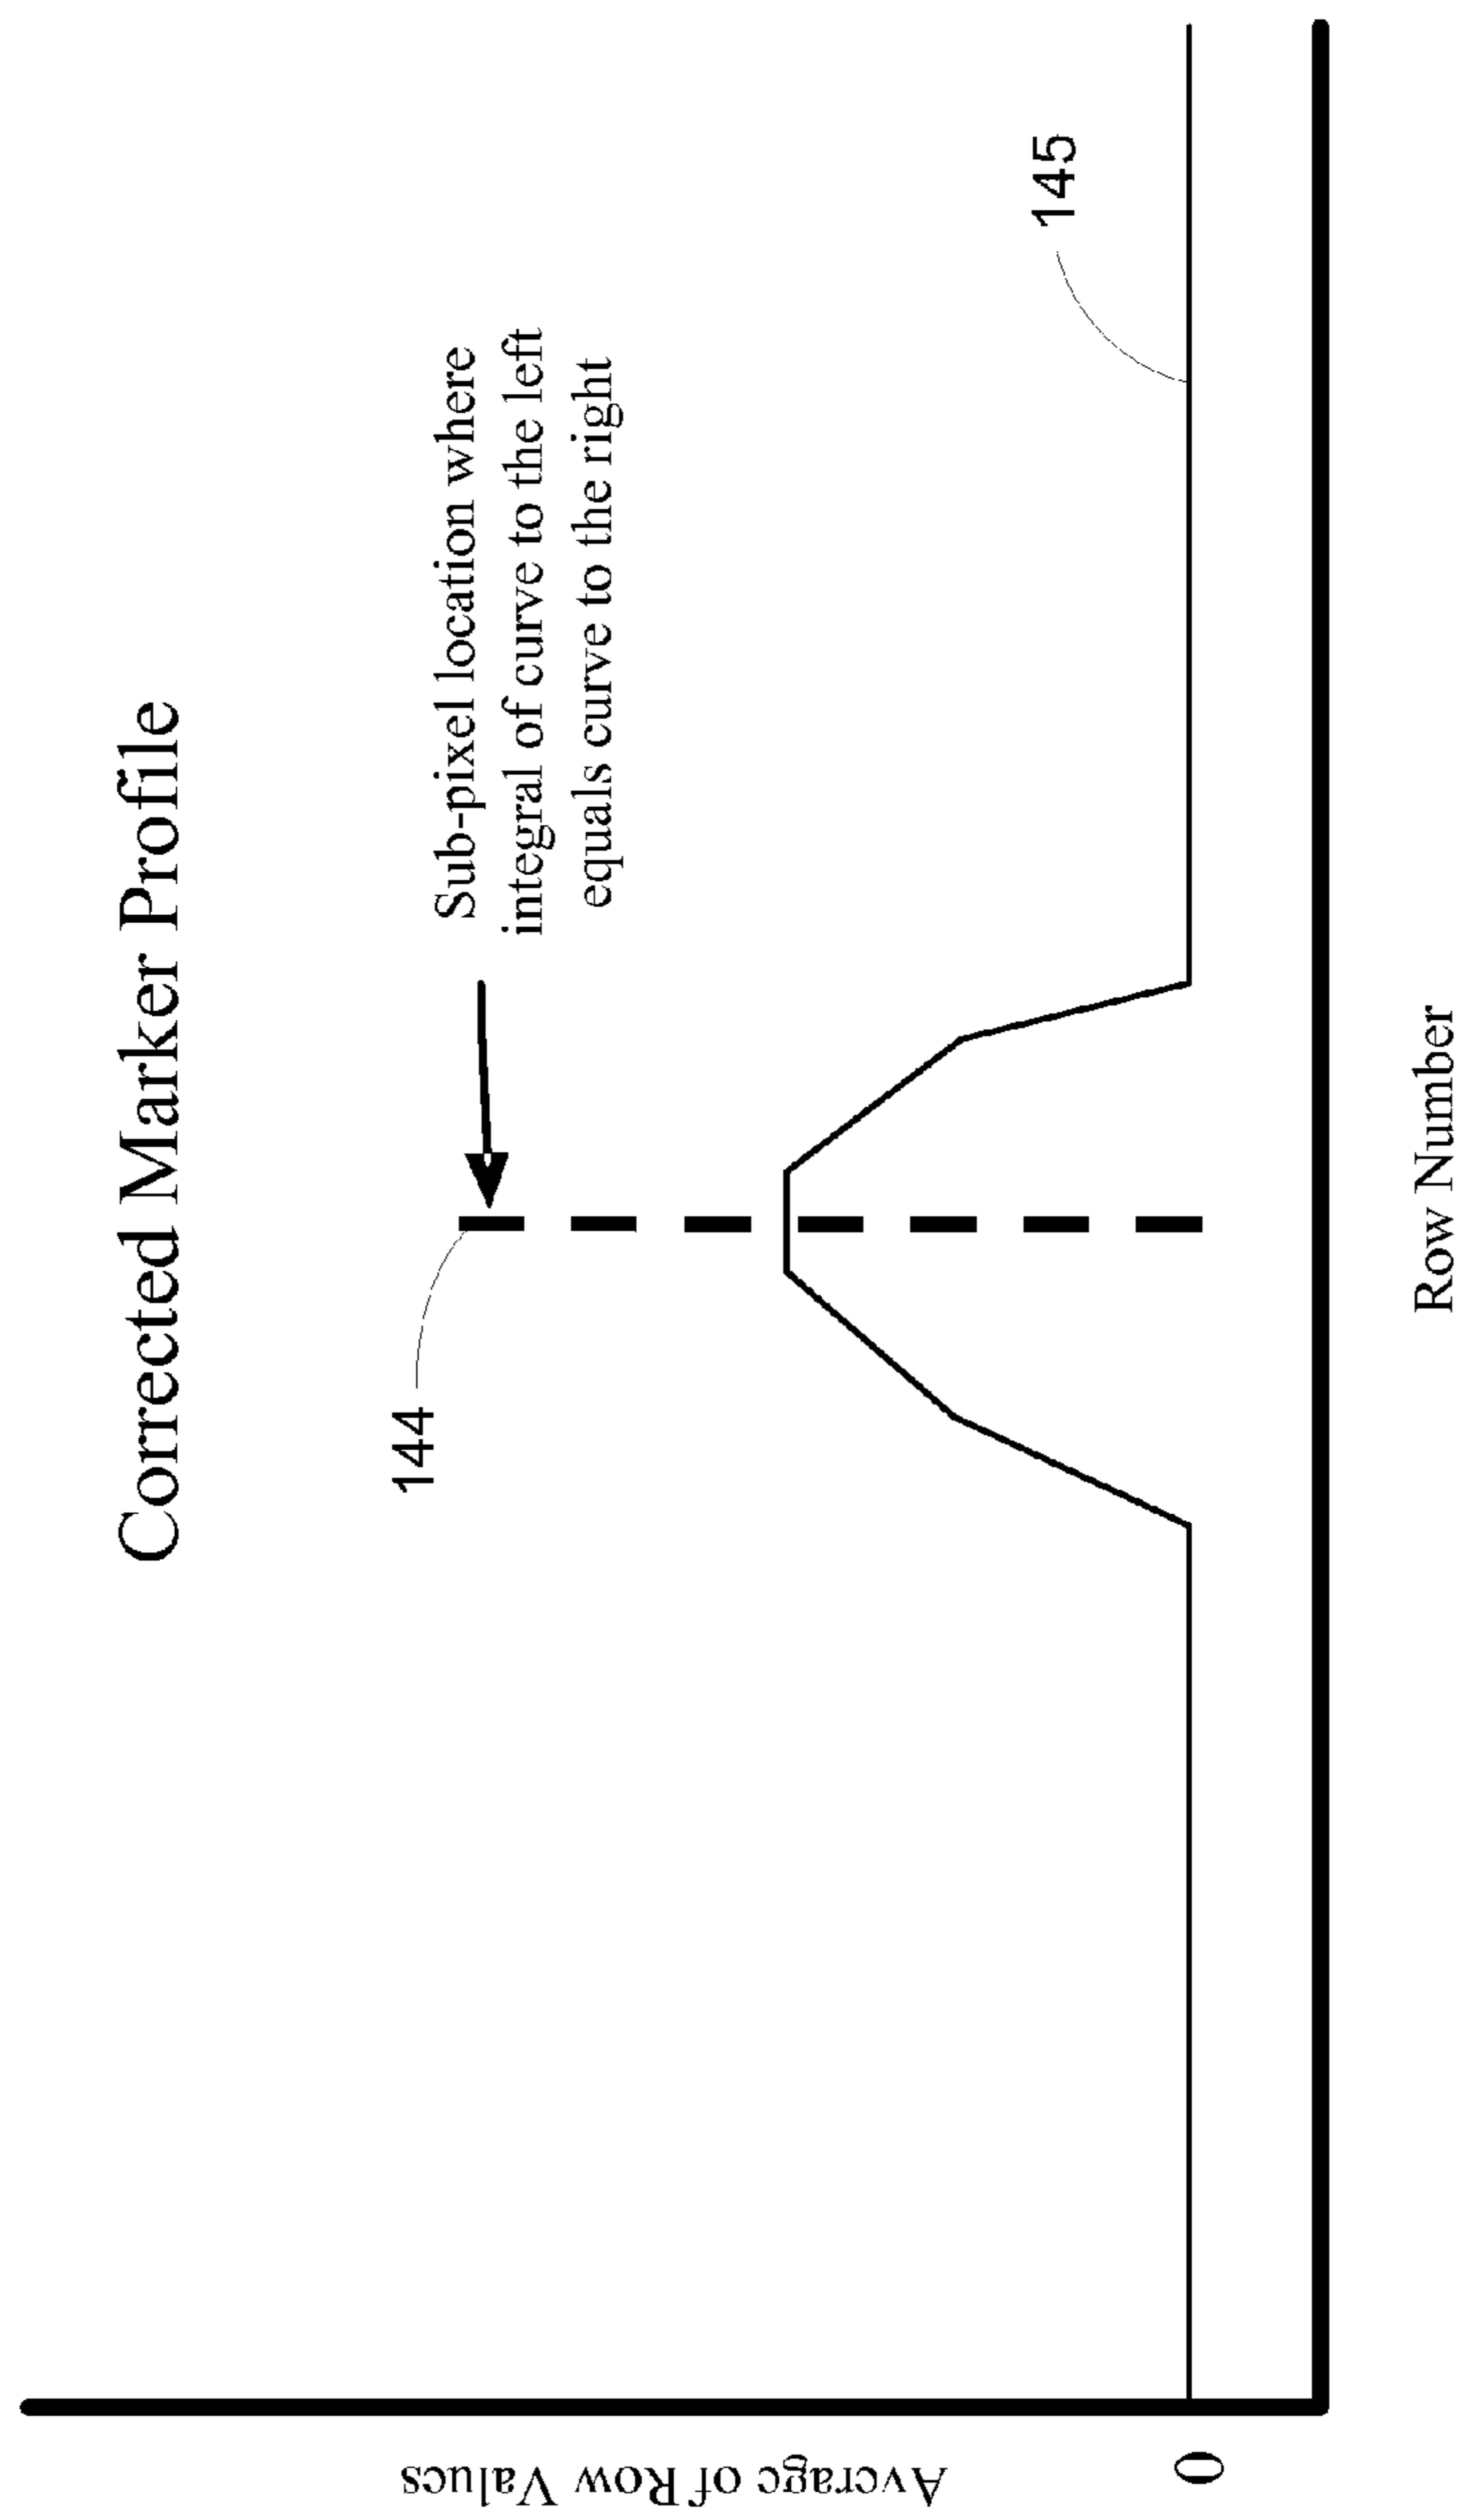 Corrected Marker Profile
144
Sub-pixel location where
integral of curve to the left
equals curve to the right
145
Average of Row Values
0
Row Number